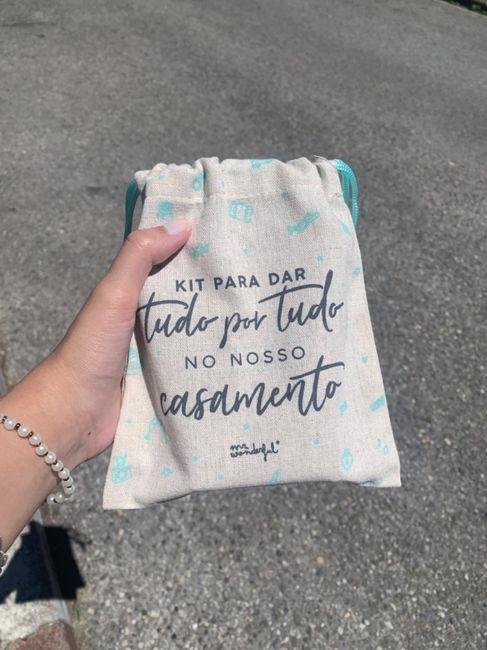 KIT PARA DAR
tudo por tudo
NO NOSSO
casamento
mr.
wonderful®